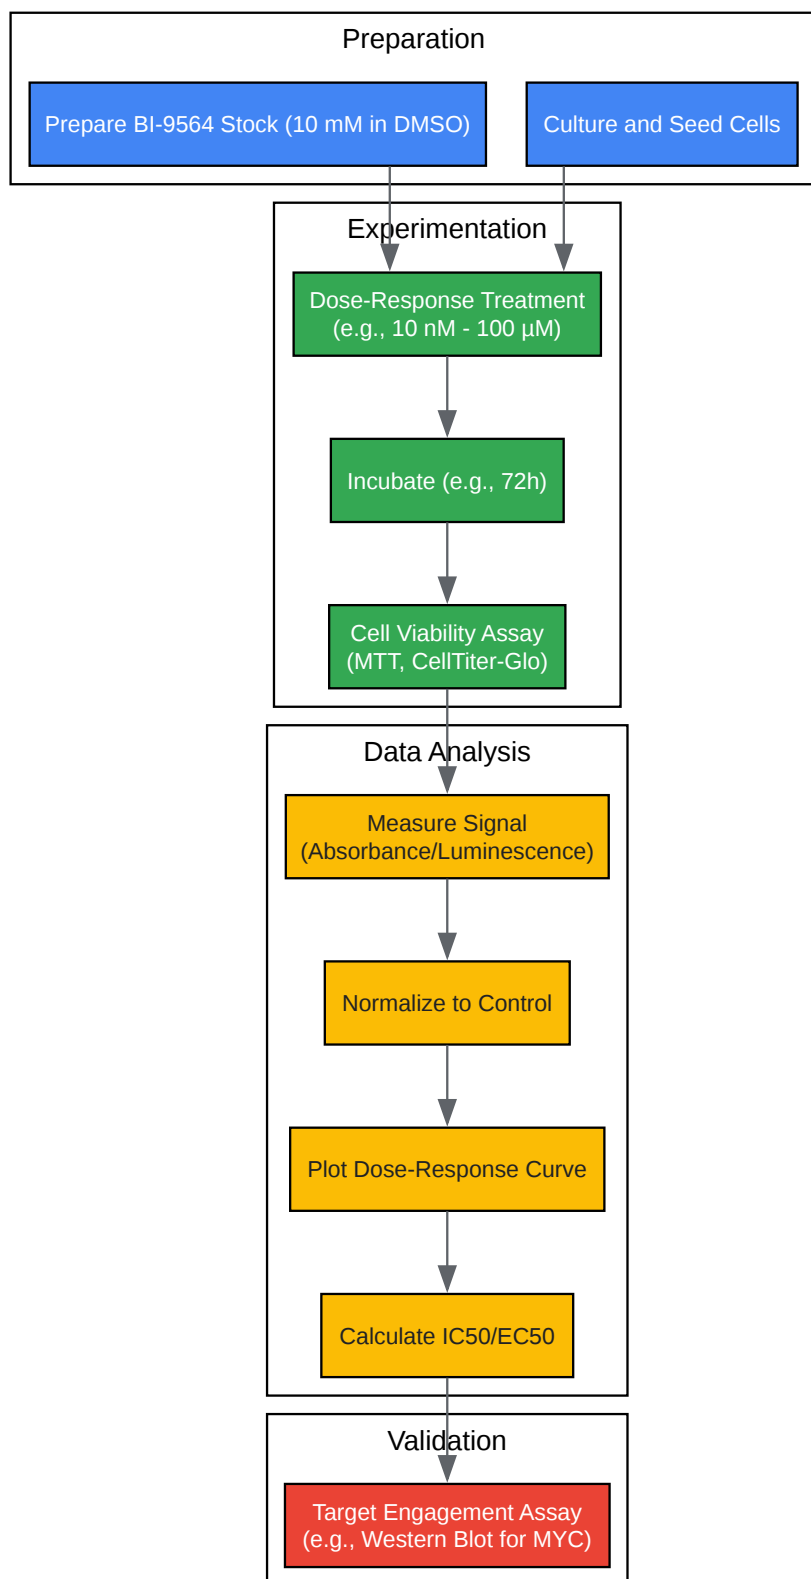 Preparation
Prepare BI-9564 Stock (10 mM in DMSO)
Culture and Seed Cells
Experimentation
Dose-Response Treatment
(e.g., 10 nM - 100 µM)
Incubate (e.g., 72h)
Cell Viability Assay
(MTT, CellTiter-Glo)
Data Analysis
Measure Signal
(Absorbance/Luminescence)
Normalize to Control
Plot Dose-Response Curve
Calculate IC50/EC50
Validation
Target Engagement Assay
(e.g., Western Blot for MYC)